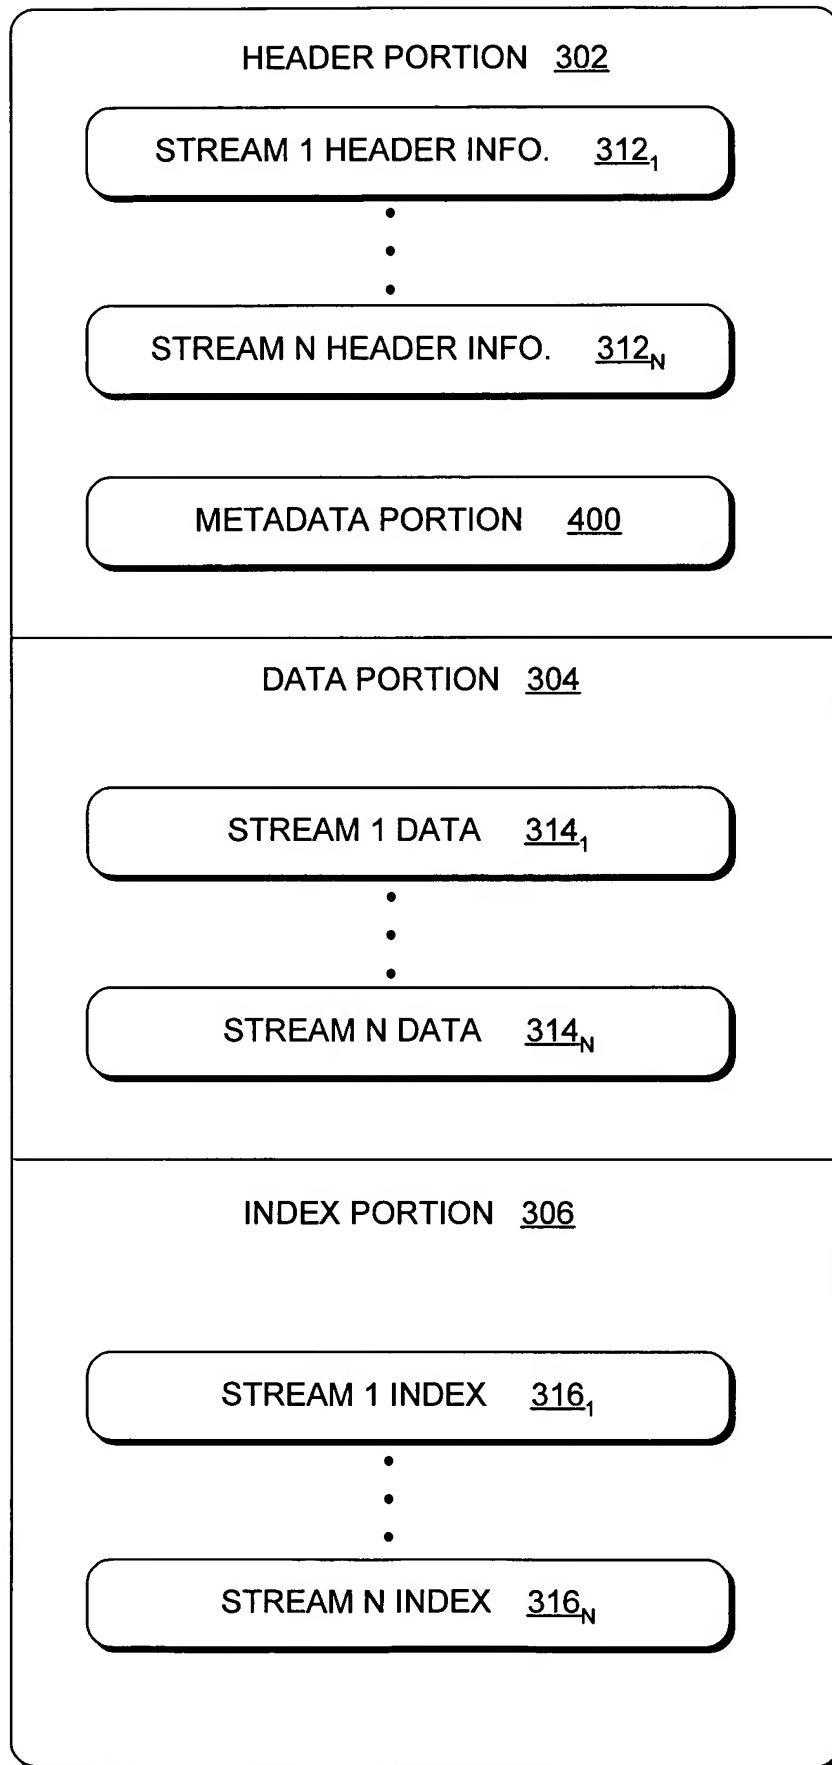 HEADER PORTION 302
STREAM 1 HEADER INFO. 312₁
STREAM N HEADER INFO. 312N
METADATA PORTION 400
DATA PORTION 304
STREAM 1 DATA 314₁
STREAM N DATA 314N
INDEX PORTION 306
STREAM 1 INDEX 316₁
STREAM N INDEX 316N